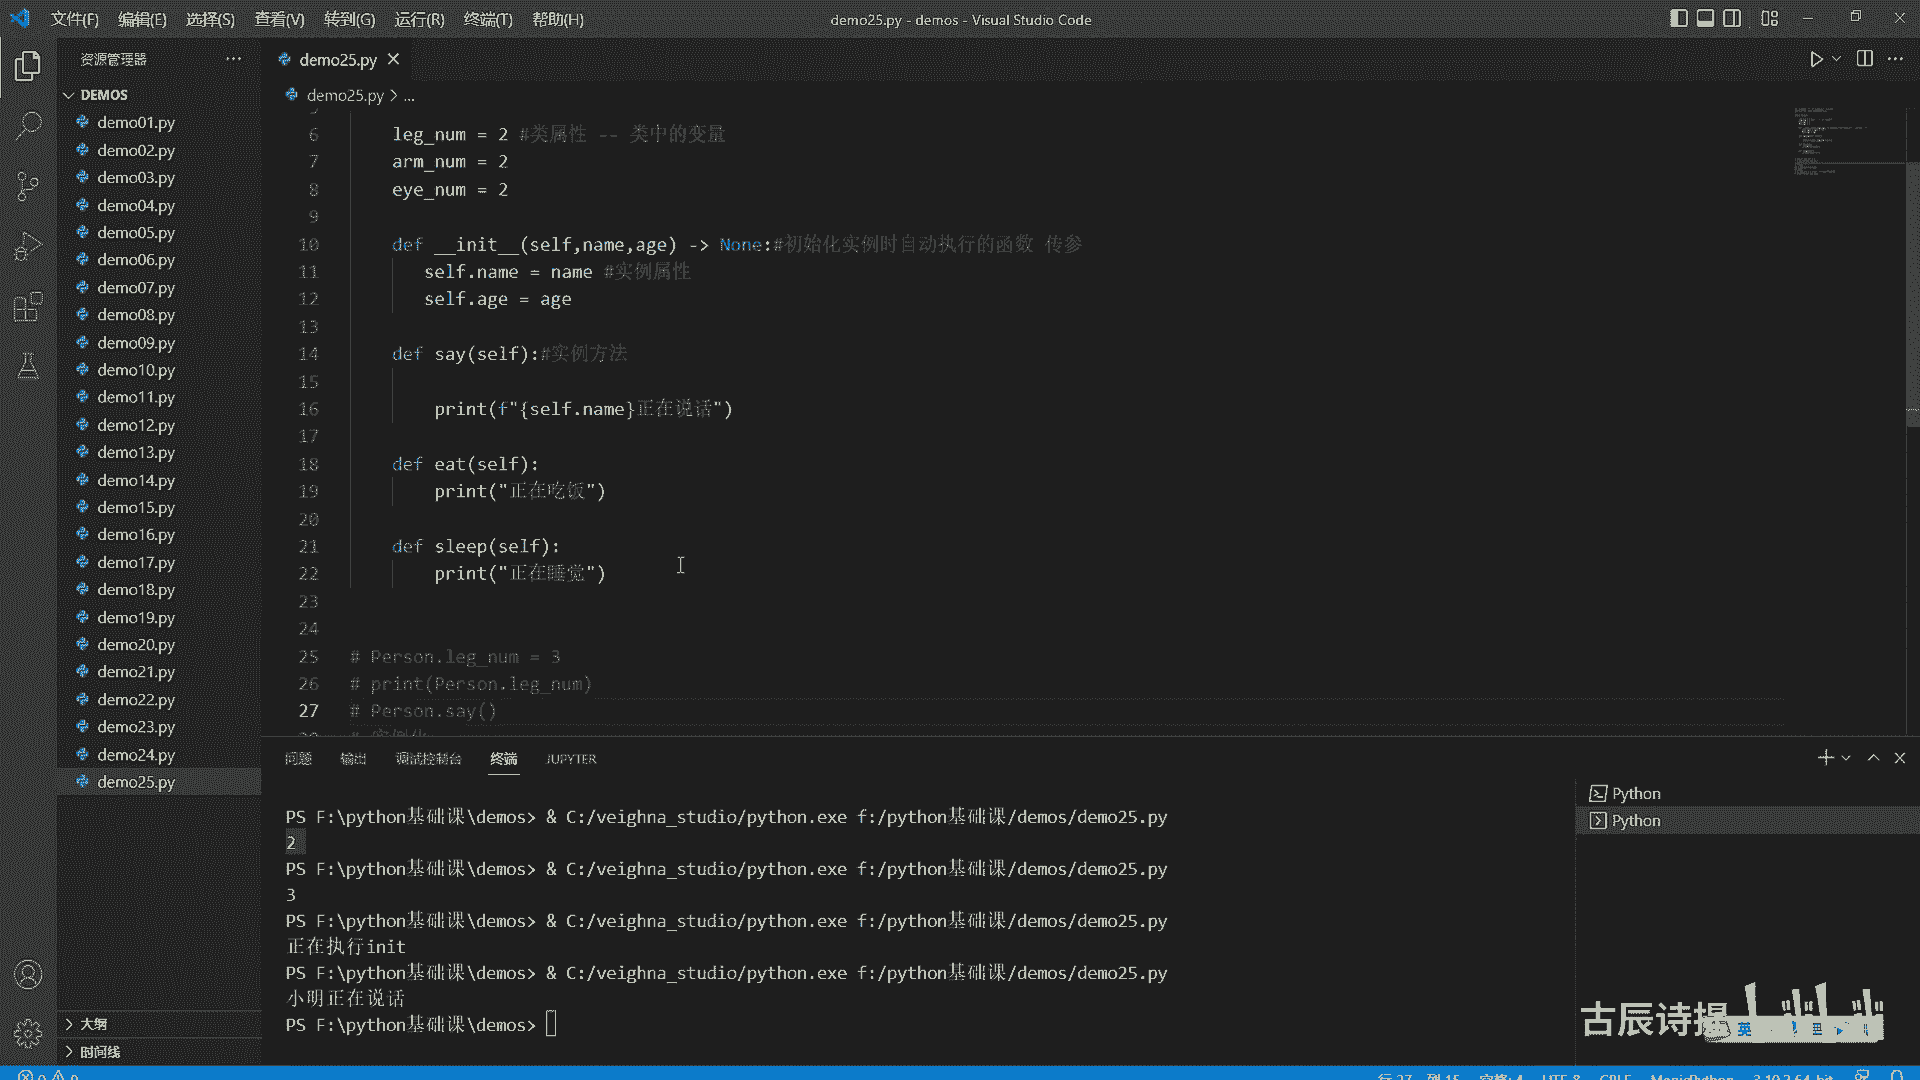 文件(F) 编辑(E) 选择(S) 查看(V) 转到(G) 运行(R) 终端(T) 帮助(H)
demo25.py - demos - Visual Studio Code
资源管理器
DEMOS
demo01.py
demo02.py
demo03.py
demo04.py
demo05.py
demo06.py
demo07.py
demo08.py
demo09.py
demo10.py
demo11.py
demo12.py
demo13.py
demo14.py
demo15.py
demo16.py
demo17.py
demo18.py
demo19.py
demo20.py
demo21.py
demo22.py
demo23.py
demo24.py
demo25.py
大纲
时间线
demo25.py
demo25.py > ...
6 leg_num = 2 #类属性 -- 类中的变量
7 arm_num = 2
8 eye_num = 2
9
10 def __init__(self,name,age) -> None:#初始化实例时自动执行的函数 传参
11 self.name = name #实例属性
12 self.age = age
13
14 def say(self):#实例方法
15
16 print(f"{self.name}正在说话")
17
18 def eat(self):
19 print("正在吃饭")
20
21 def sleep(self):
22 print("正在睡觉")
23
24
25 # Person.leg_num = 3
26 # print(Person.leg_num)
27 # Person.say()
问题 输出 调试控制台 终端 JUPYTER
PS F:\python基础课\demos> & C:/veighna_studio/python.exe f:/python基础课/demos/demo25.py
2
PS F:\python基础课\demos> & C:/veighna_studio/python.exe f:/python基础课/demos/demo25.py
3
PS F:\python基础课\demos> & C:/veighna_studio/python.exe f:/python基础课/demos/demo25.py
正在执行init
PS F:\python基础课\demos> & C:/veighna_studio/python.exe f:/python基础课/demos/demo25.py
小明正在说话
PS F:\python基础课\demos>
Python
Python
古辰诗提
英